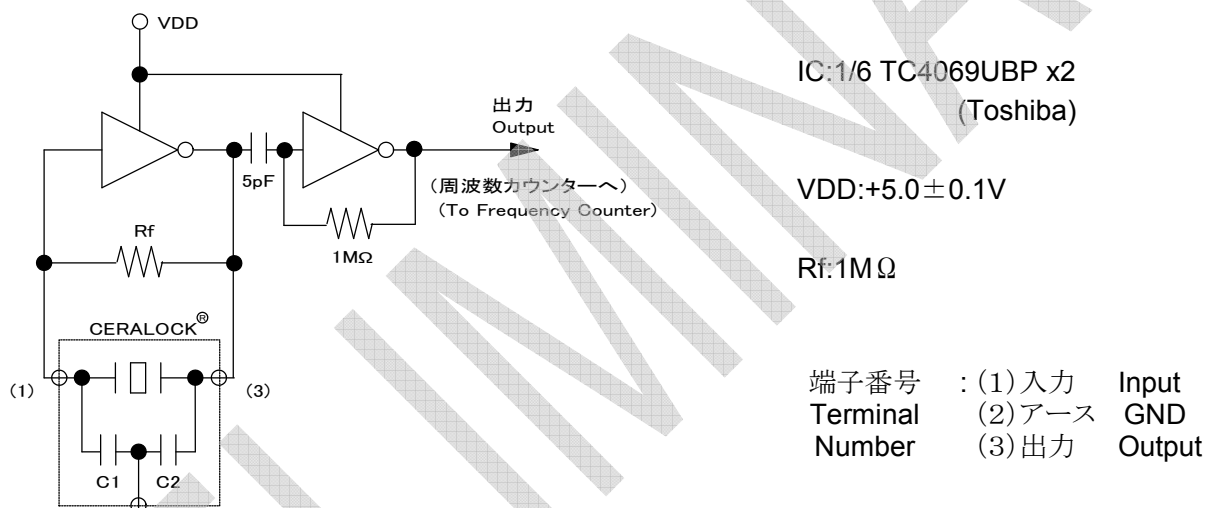 VDD
IC:1/6 TC4069UBP x2
(Toshiba)
出力
Output
5pF
(周波数カウンターへ)
(To Frequency Counter)
VDD:+5.0±0.1V
Rf
1MΩ
Rf:1MΩ
CERALOCK®
(1)
(3)
C1
C2
端子番号 :(1)入力 Input
Terminal (2)アース GND
Number (3)出力 Output